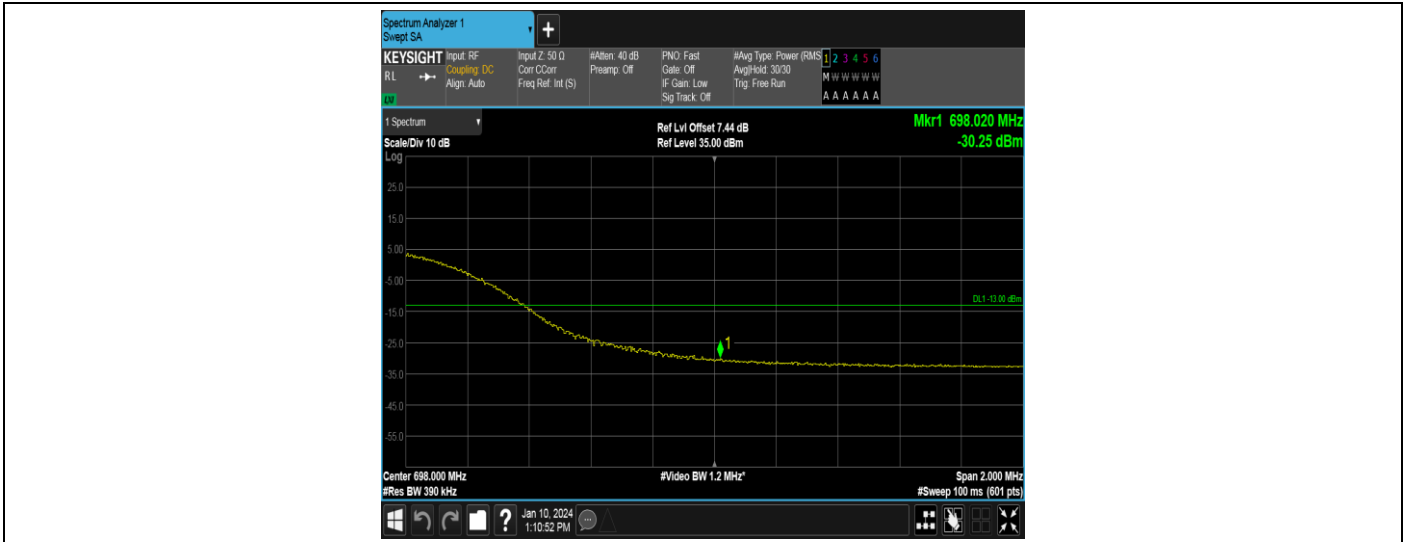 Spectrum Analyzer 1
Swept SA
+
KEYSIGHT
RL
LXI
Input: RF
Coupling: DC
Align: Auto
Input Z: 50 Ω
Corr CCorr
Freq Ref: Int (S)
#Atten: 40 dB
Preamp: Off
PNO: Fast
Gate: Off
IF Gain: Low
Sig Track: Off
#Avg Type: Power (RMS
Avg|Hold: 30/30
Trig: Free Run
1 2 3 4 5 6
M W W W W W
A A A A A A
1 Spectrum
Scale/Div 10 dB
Log
Ref Lvl Offset 7.44 dB
Ref Level 35.00 dBm
Mkr1 698.020 MHz
-30.25 dBm
25.0
15.0
5.00
-5.00
-15.0
-25.0
-35.0
-45.0
-55.0
DL1 -13.00 dBm
1
Center 698.000 MHz
#Res BW 390 kHz
#Video BW 1.2 MHz*
Span 2.000 MHz
#Sweep 100 ms (601 pts)
?
Jan 10, 2024
1:10:52 PM